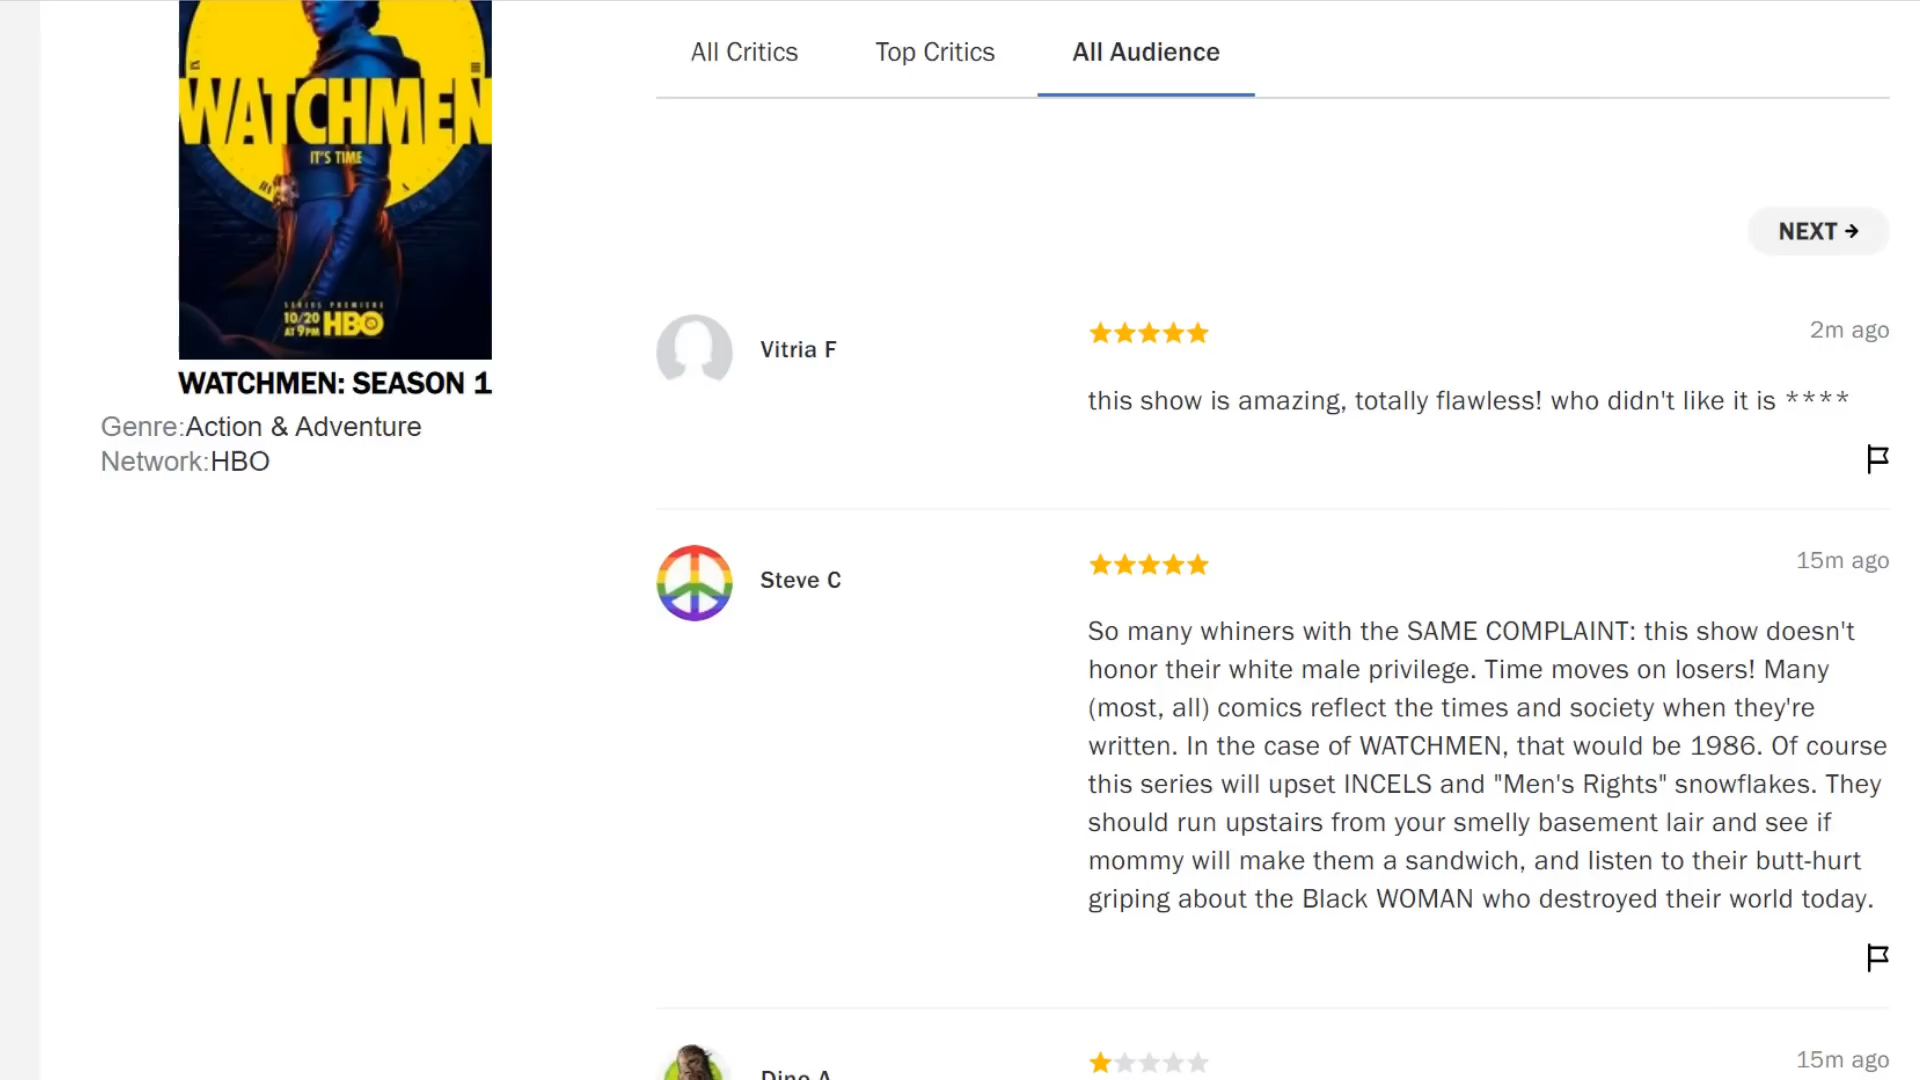 WATCHMEN
IT'S TIME
SERIES PREMIERE
10/20
AT 9PM HBO
WATCHMEN: SEASON 1
Genre:Action & Adventure
Network:HBO
All Critics
Top Critics
All Audience
NEXT →
Vitria F
2m ago
this show is amazing, totally flawless! who didn't like it is ****
Steve C
15m ago
So many whiners with the SAME COMPLAINT: this show doesn't
honor their white male privilege. Time moves on losers! Many
(most, all) comics reflect the times and society when they're
written. In the case of WATCHMEN, that would be 1986. Of course
this series will upset INCELS and "Men's Rights" snowflakes. They
should run upstairs from your smelly basement lair and see if
mommy will make them a sandwich, and listen to their butt-hurt
griping about the Black WOMAN who destroyed their world today.
Dino A
15m ago